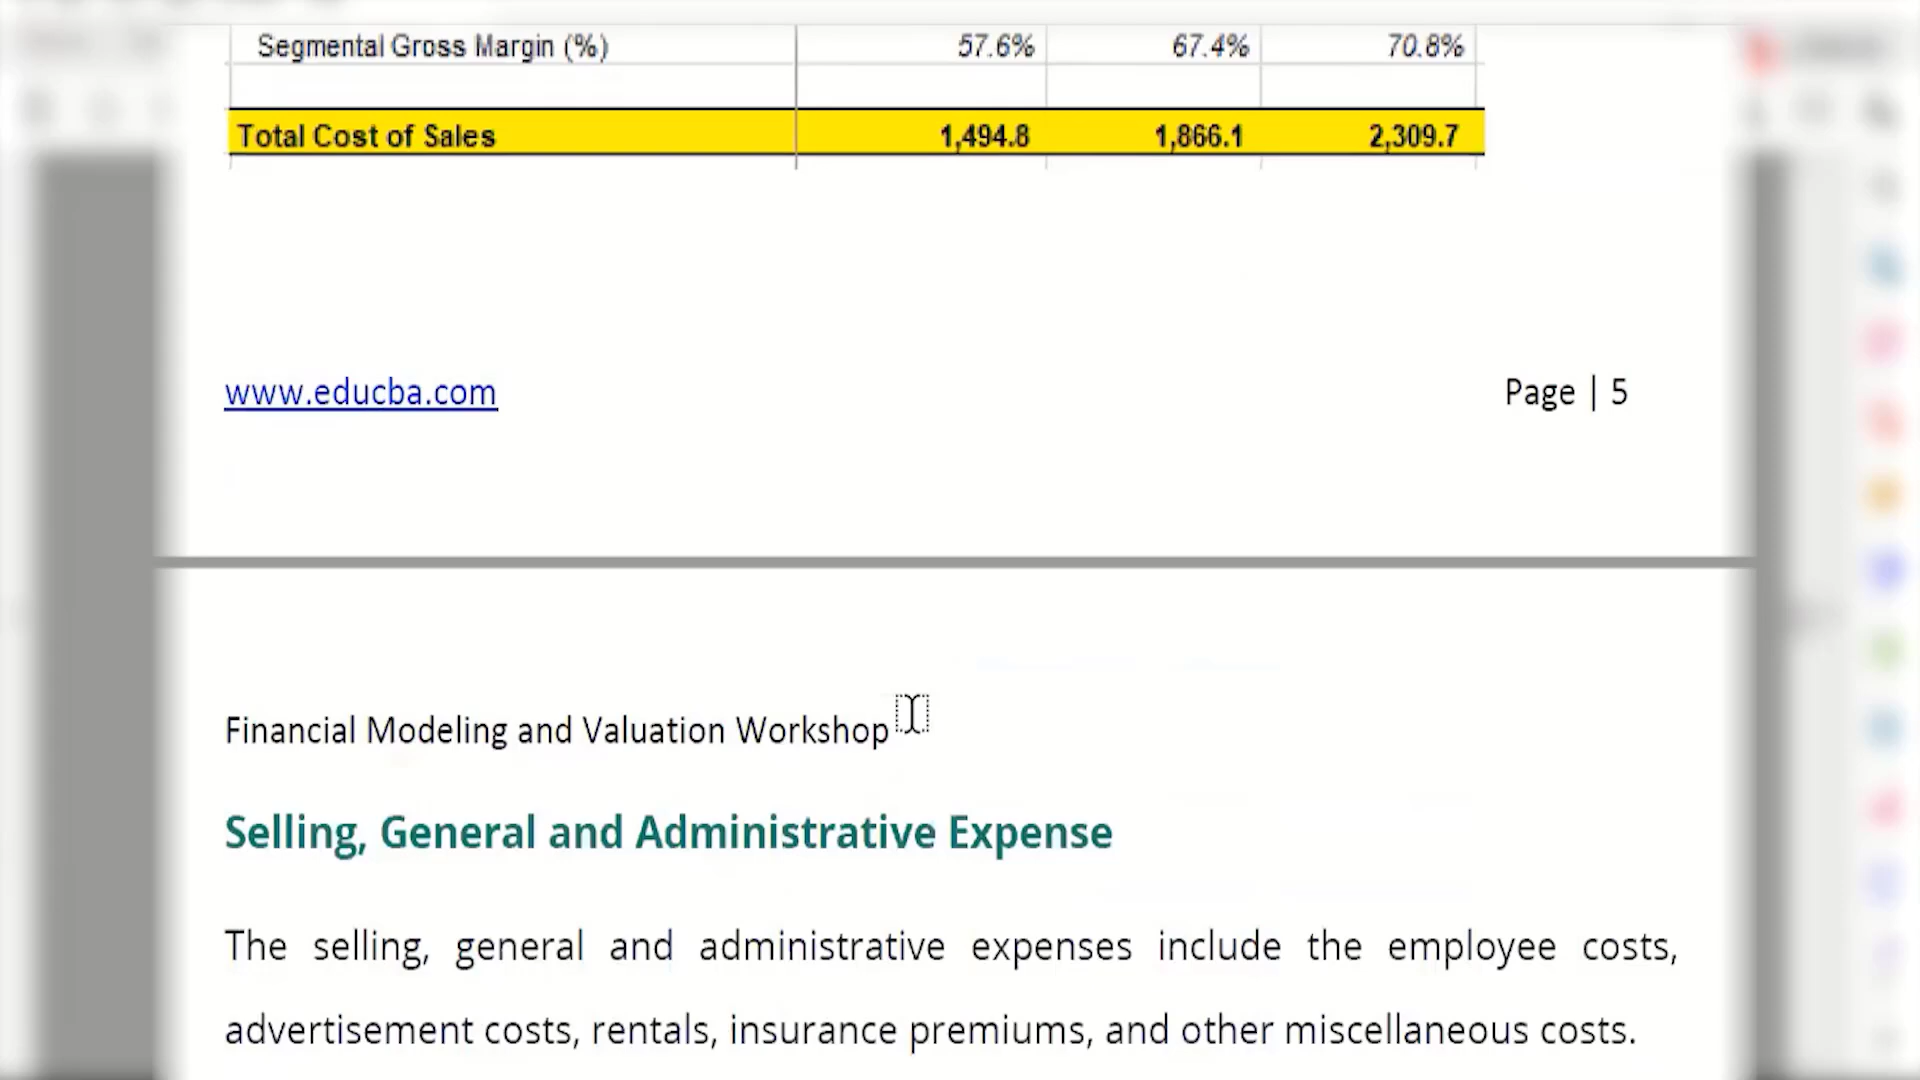 Segmental Gross Margin (%) 57.6% 67.4% 70.8%
Total Cost of Sales 1,494.8 1,866.1 2,309.7
www.educba.com Page | 5
Financial Modeling and Valuation Workshop
Selling, General and Administrative Expense
The selling, general and administrative expenses include the employee costs,
advertisement costs, rentals, insurance premiums, and other miscellaneous costs.